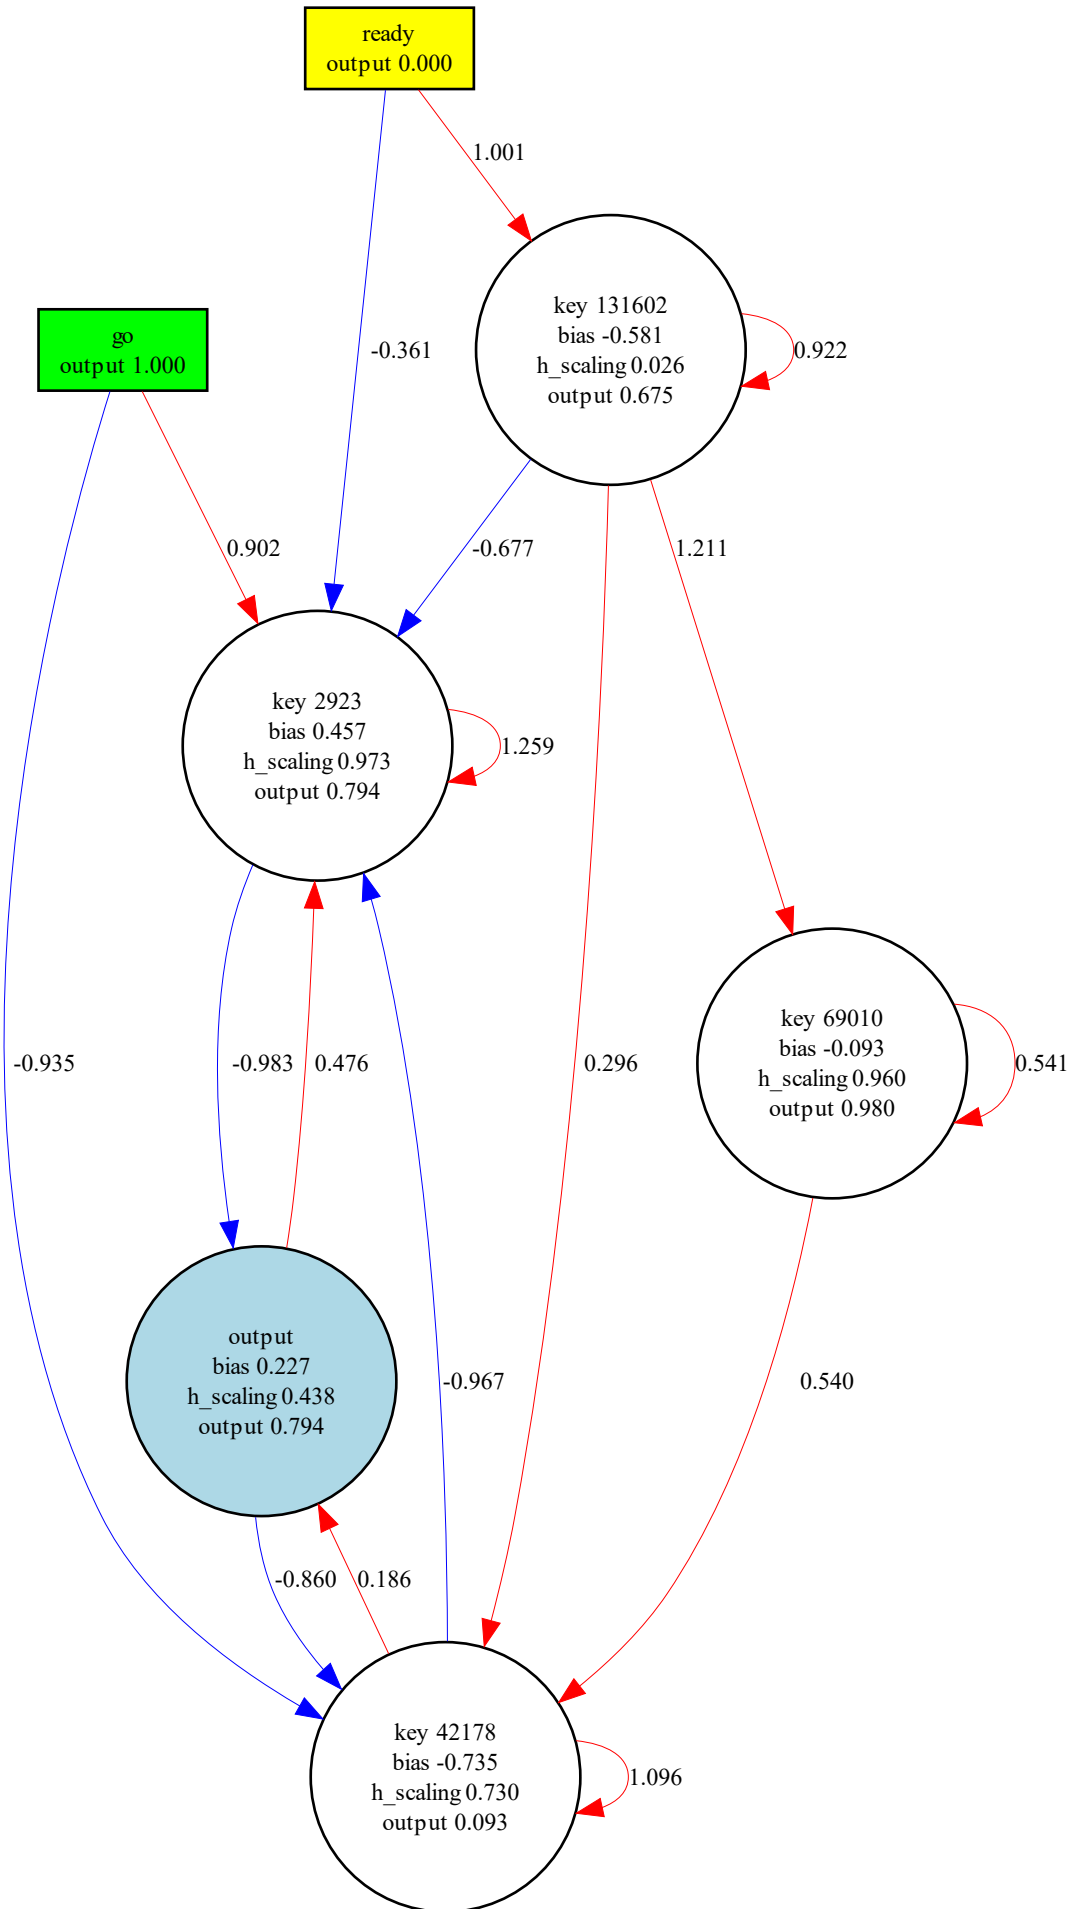 ready
output 0.000
1.001
key 131602
bias -0.581
h_scaling 0.026
output 0.675
0.922
go
output 1.000
-0.361
0.902
-0.677
1.211
key 2923
bias 0.457
h_scaling 0.973
output 0.794
1.259
key 69010
bias -0.093
h_scaling 0.960
output 0.980
0.541
-0.935
-0.983
0.476
0.296
output
bias 0.227
h_scaling 0.438
output 0.794
-0.967
0.540
-0.860
0.186
key 42178
bias -0.735
h_scaling 0.730
output 0.093
1.096